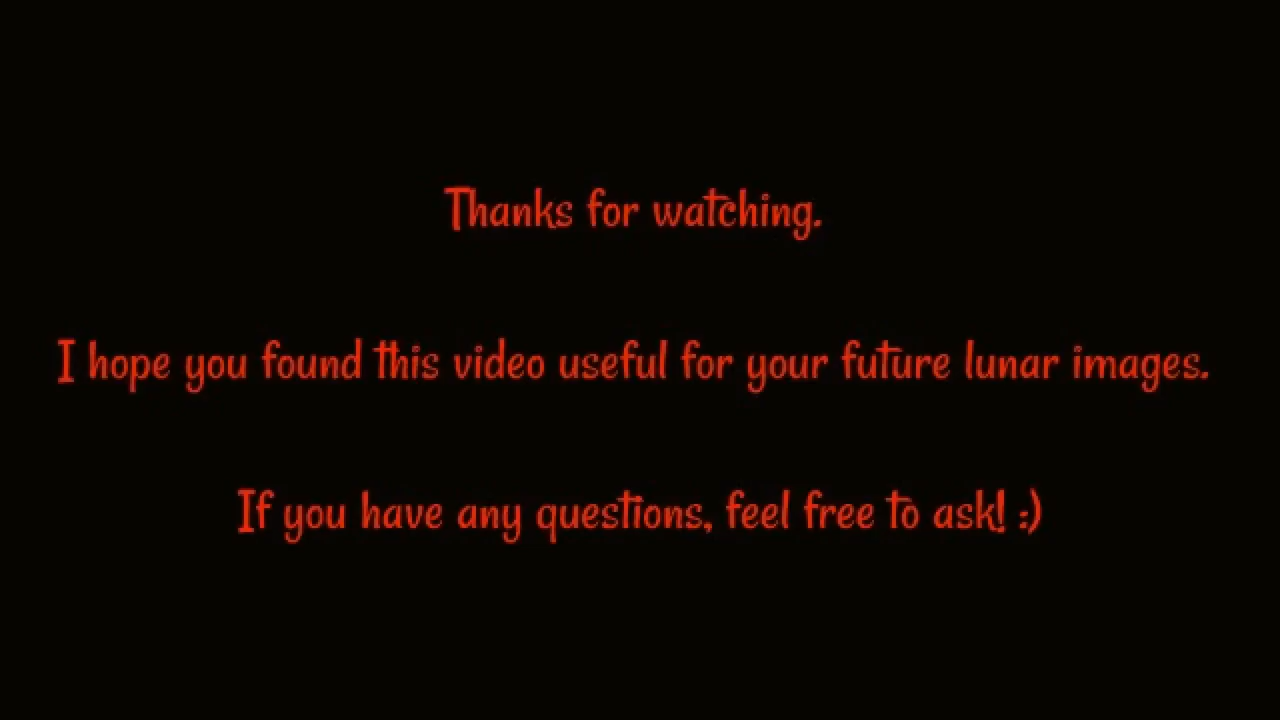 Thanks for watching.
I hope you found this video useful for your future lunar images.
If you have any questions, feel free to ask! :)